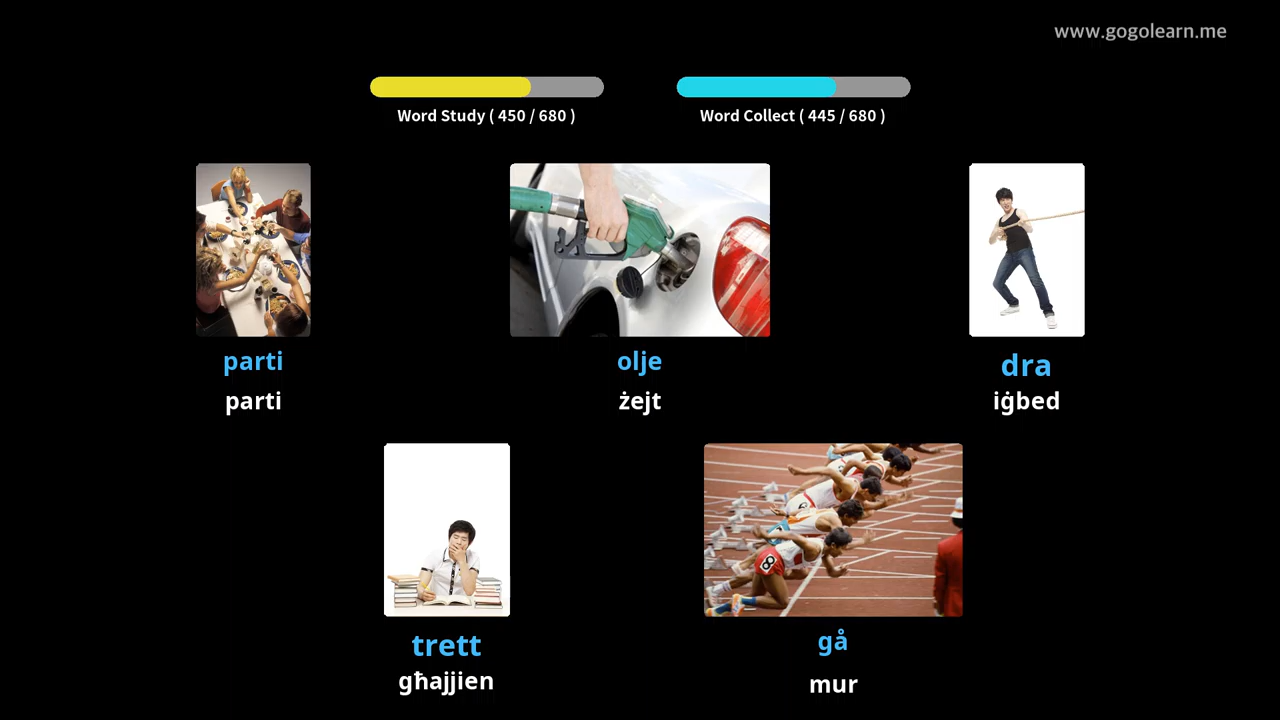 www.gogolearn.me
Word Study ( 450 / 680 )
Word Collect ( 445 / 680 )
parti
parti
olje
żejt
dra
iġbed
trett
għajjien
gå
mur